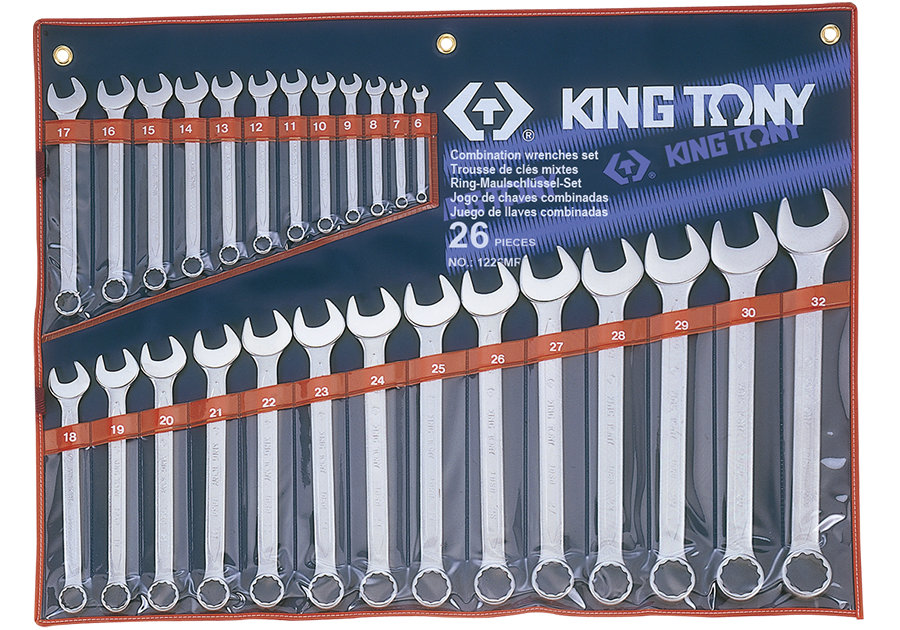 17 16 15 14 13 12 11 10 9 8 7 6
KING TONY
®
KING TONY
®
Combination wrenches set
Trousse de clés mixtes
Ring-Maulschlüssel-Set
Jogo de chaves combinadas
Juego de llaves combinadas
26 PIECES
NO.: 1226MR
18 19 20 21 22 23 24 25 26 27 28 29 30 32